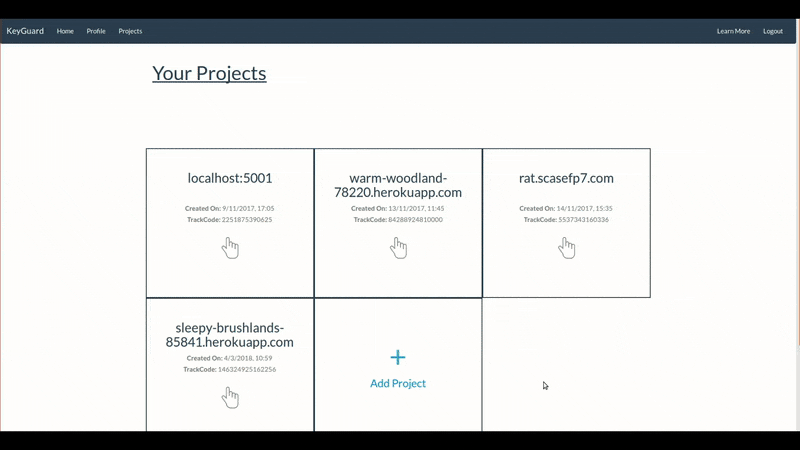 KeyGuard Home Profile Projects Learn More Logout
Your Projects
localhost:5001
Created On: 9/11/2017, 17:05
TrackCode: 2251875390625
warm-woodland-
78220.herokuapp.com
Created On: 13/11/2017, 11:45
TrackCode: 84288924810000
rat.scasefp7.com
Created On: 14/11/2017, 15:35
TrackCode: 5537343160336
sleepy-brushlands-
85841.herokuapp.com
Created On: 4/3/2018, 10:59
TrackCode: 146324925162256
+
Add Project